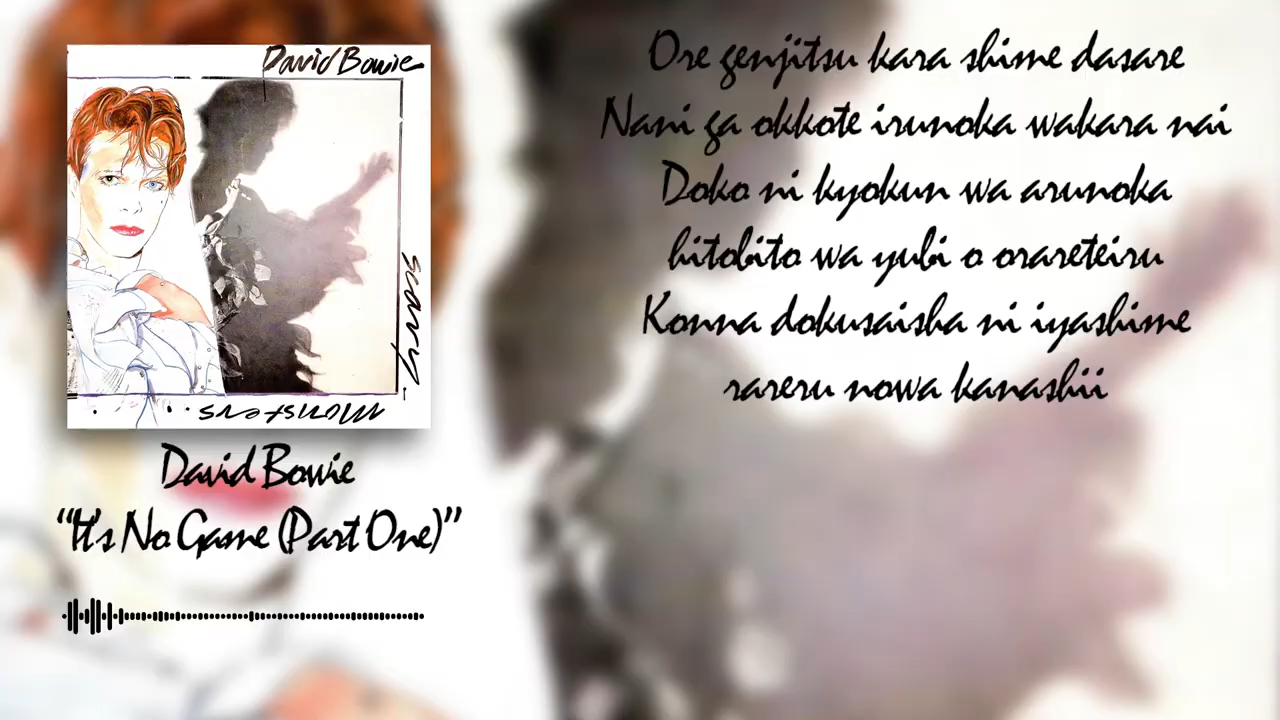 David Bowie
scary
monsters
David Bowie
“It's No Game (Part One)”
Ore genjitsu kara shime dasare
Nani ga okkote irunoka wakara nai
Doko ni kyokun wa arunoka
hitobito wa yubi o orareteiru
Konna dokusaisha ni iyashime
rareru nowa kanashii